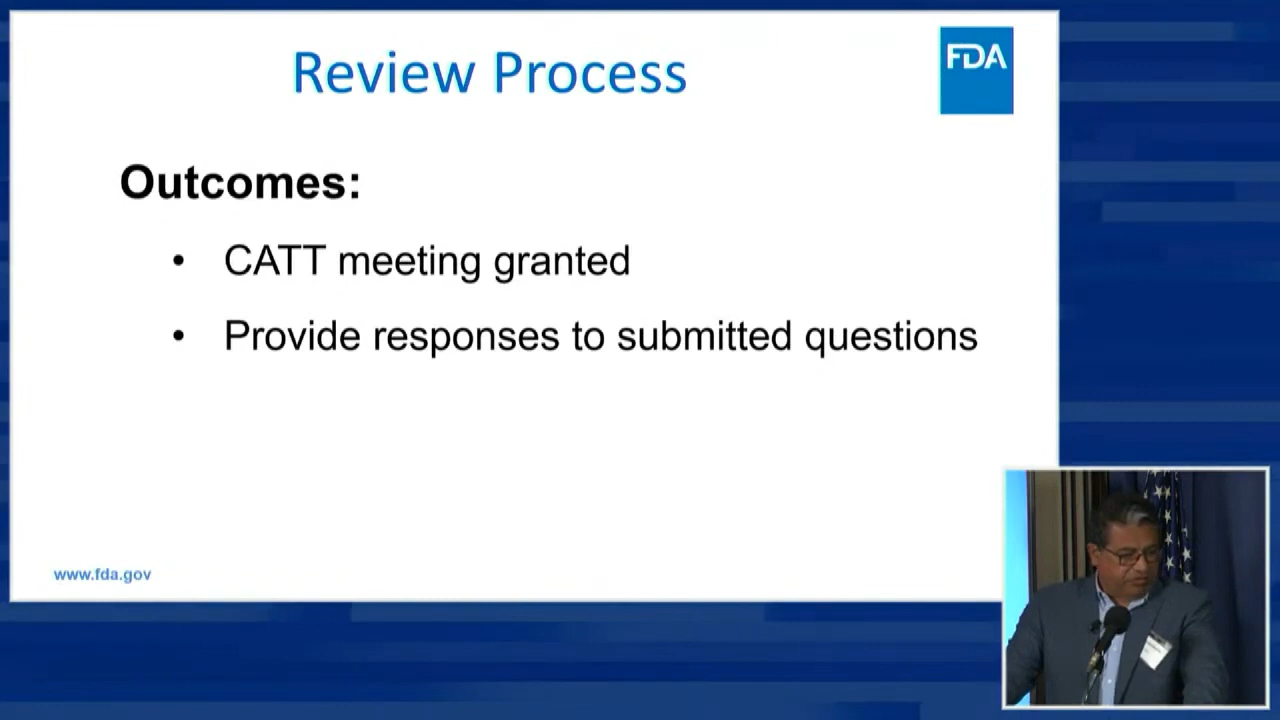 Review Process
FDA
Outcomes:
• CATT meeting granted
• Provide responses to submitted questions
www.fda.gov